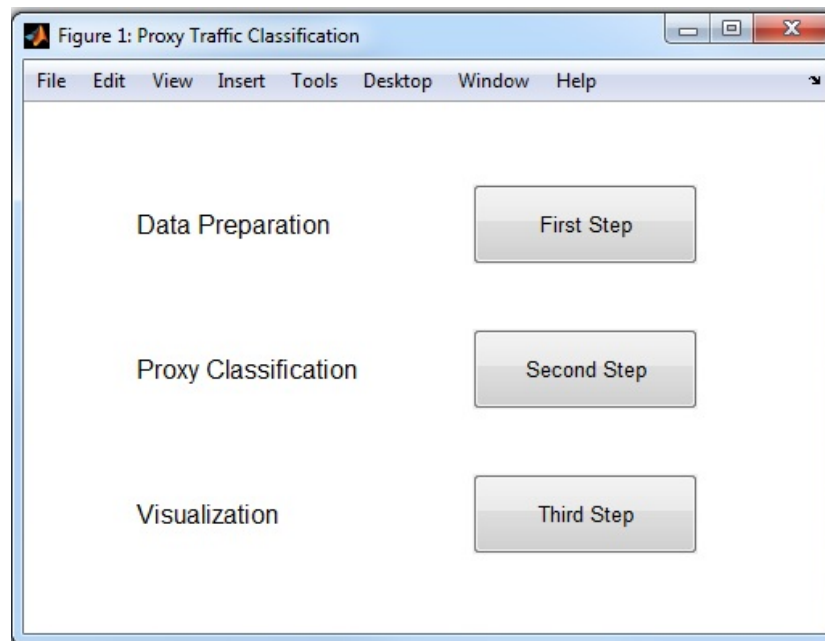 Figure 1: Proxy Traffic Classification
File Edit View Insert Tools Desktop Window Help
Data Preparation First Step
Proxy Classification Second Step
Visualization Third Step